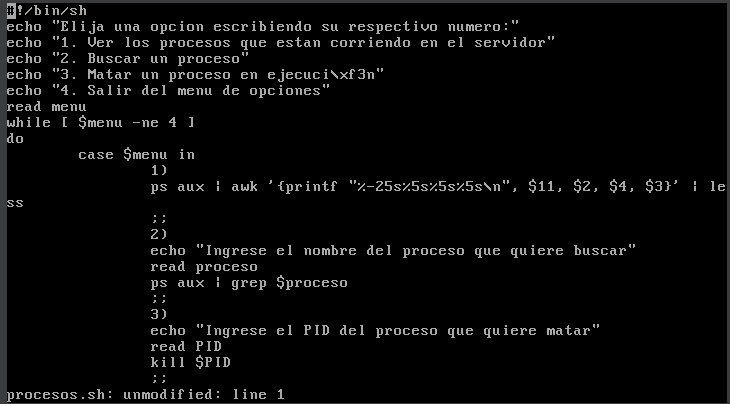 #!/bin/sh
echo "Elija una opcion escribiendo su respectivo numero:"
echo "1. Ver los procesos que estan corriendo en el servidor"
echo "2. Buscar un proceso"
echo "3. Matar un proceso en ejecuci\xf3n"
echo "4. Salir del menu de opciones"
read menu
while [ $menu -ne 4 ]
do
        case $menu in
                1)
                ps aux | awk '{printf "%-25s%5s%5s%5s\n", $11, $2, $4, $3}' | le
ss
                ;;
                2)
                echo "Ingrese el nombre del proceso que quiere buscar"
                read proceso
                ps aux | grep $proceso
                ;;
                3)
                echo "Ingrese el PID del proceso que quiere matar"
                read PID
                kill $PID
                ;;
procesos.sh: unmodified: line 1